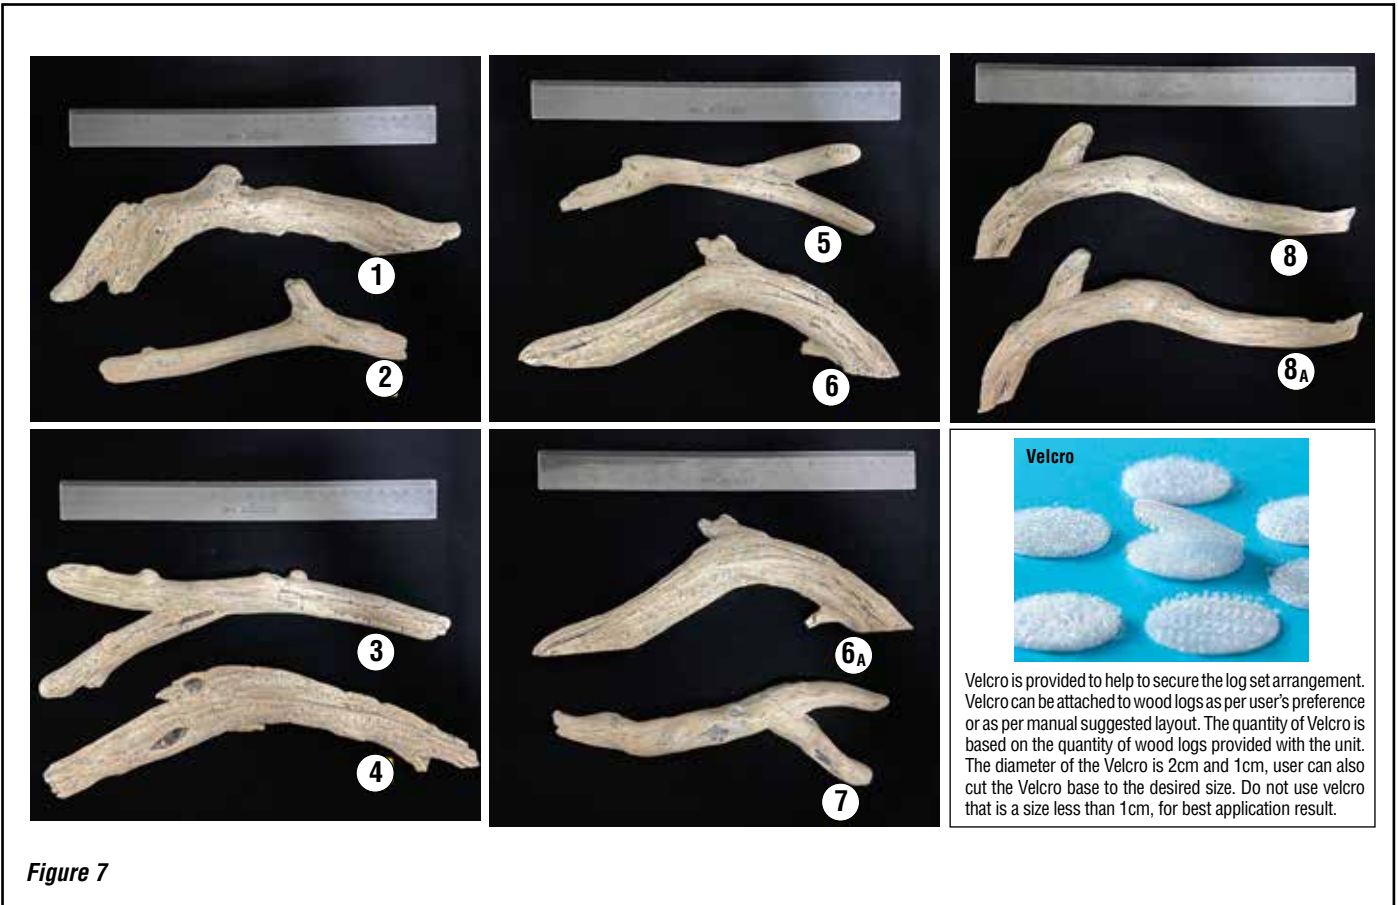 1
2
5
6
8
8A
3
4
6A
7
Velcro
Velcro is provided to help to secure the log set arrangement.
Velcro can be attached to wood logs as per user's preference
or as per manual suggested layout. The quantity of Velcro is
based on the quantity of wood logs provided with the unit.
The diameter of the Velcro is 2cm and 1cm, user can also
cut the Velcro base to the desired size. Do not use velcro
that is a size less than 1cm, for best application result.
Figure 7